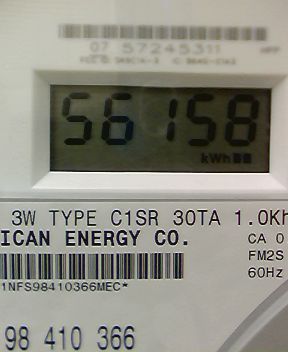 07 57245311
56158
kWh
3W TYPE C1SR 30TA 1.0Kh
ICAN ENERGY CO.
CA 0
FM2S
60Hz
1NFS98410366MEC*
98 410 366